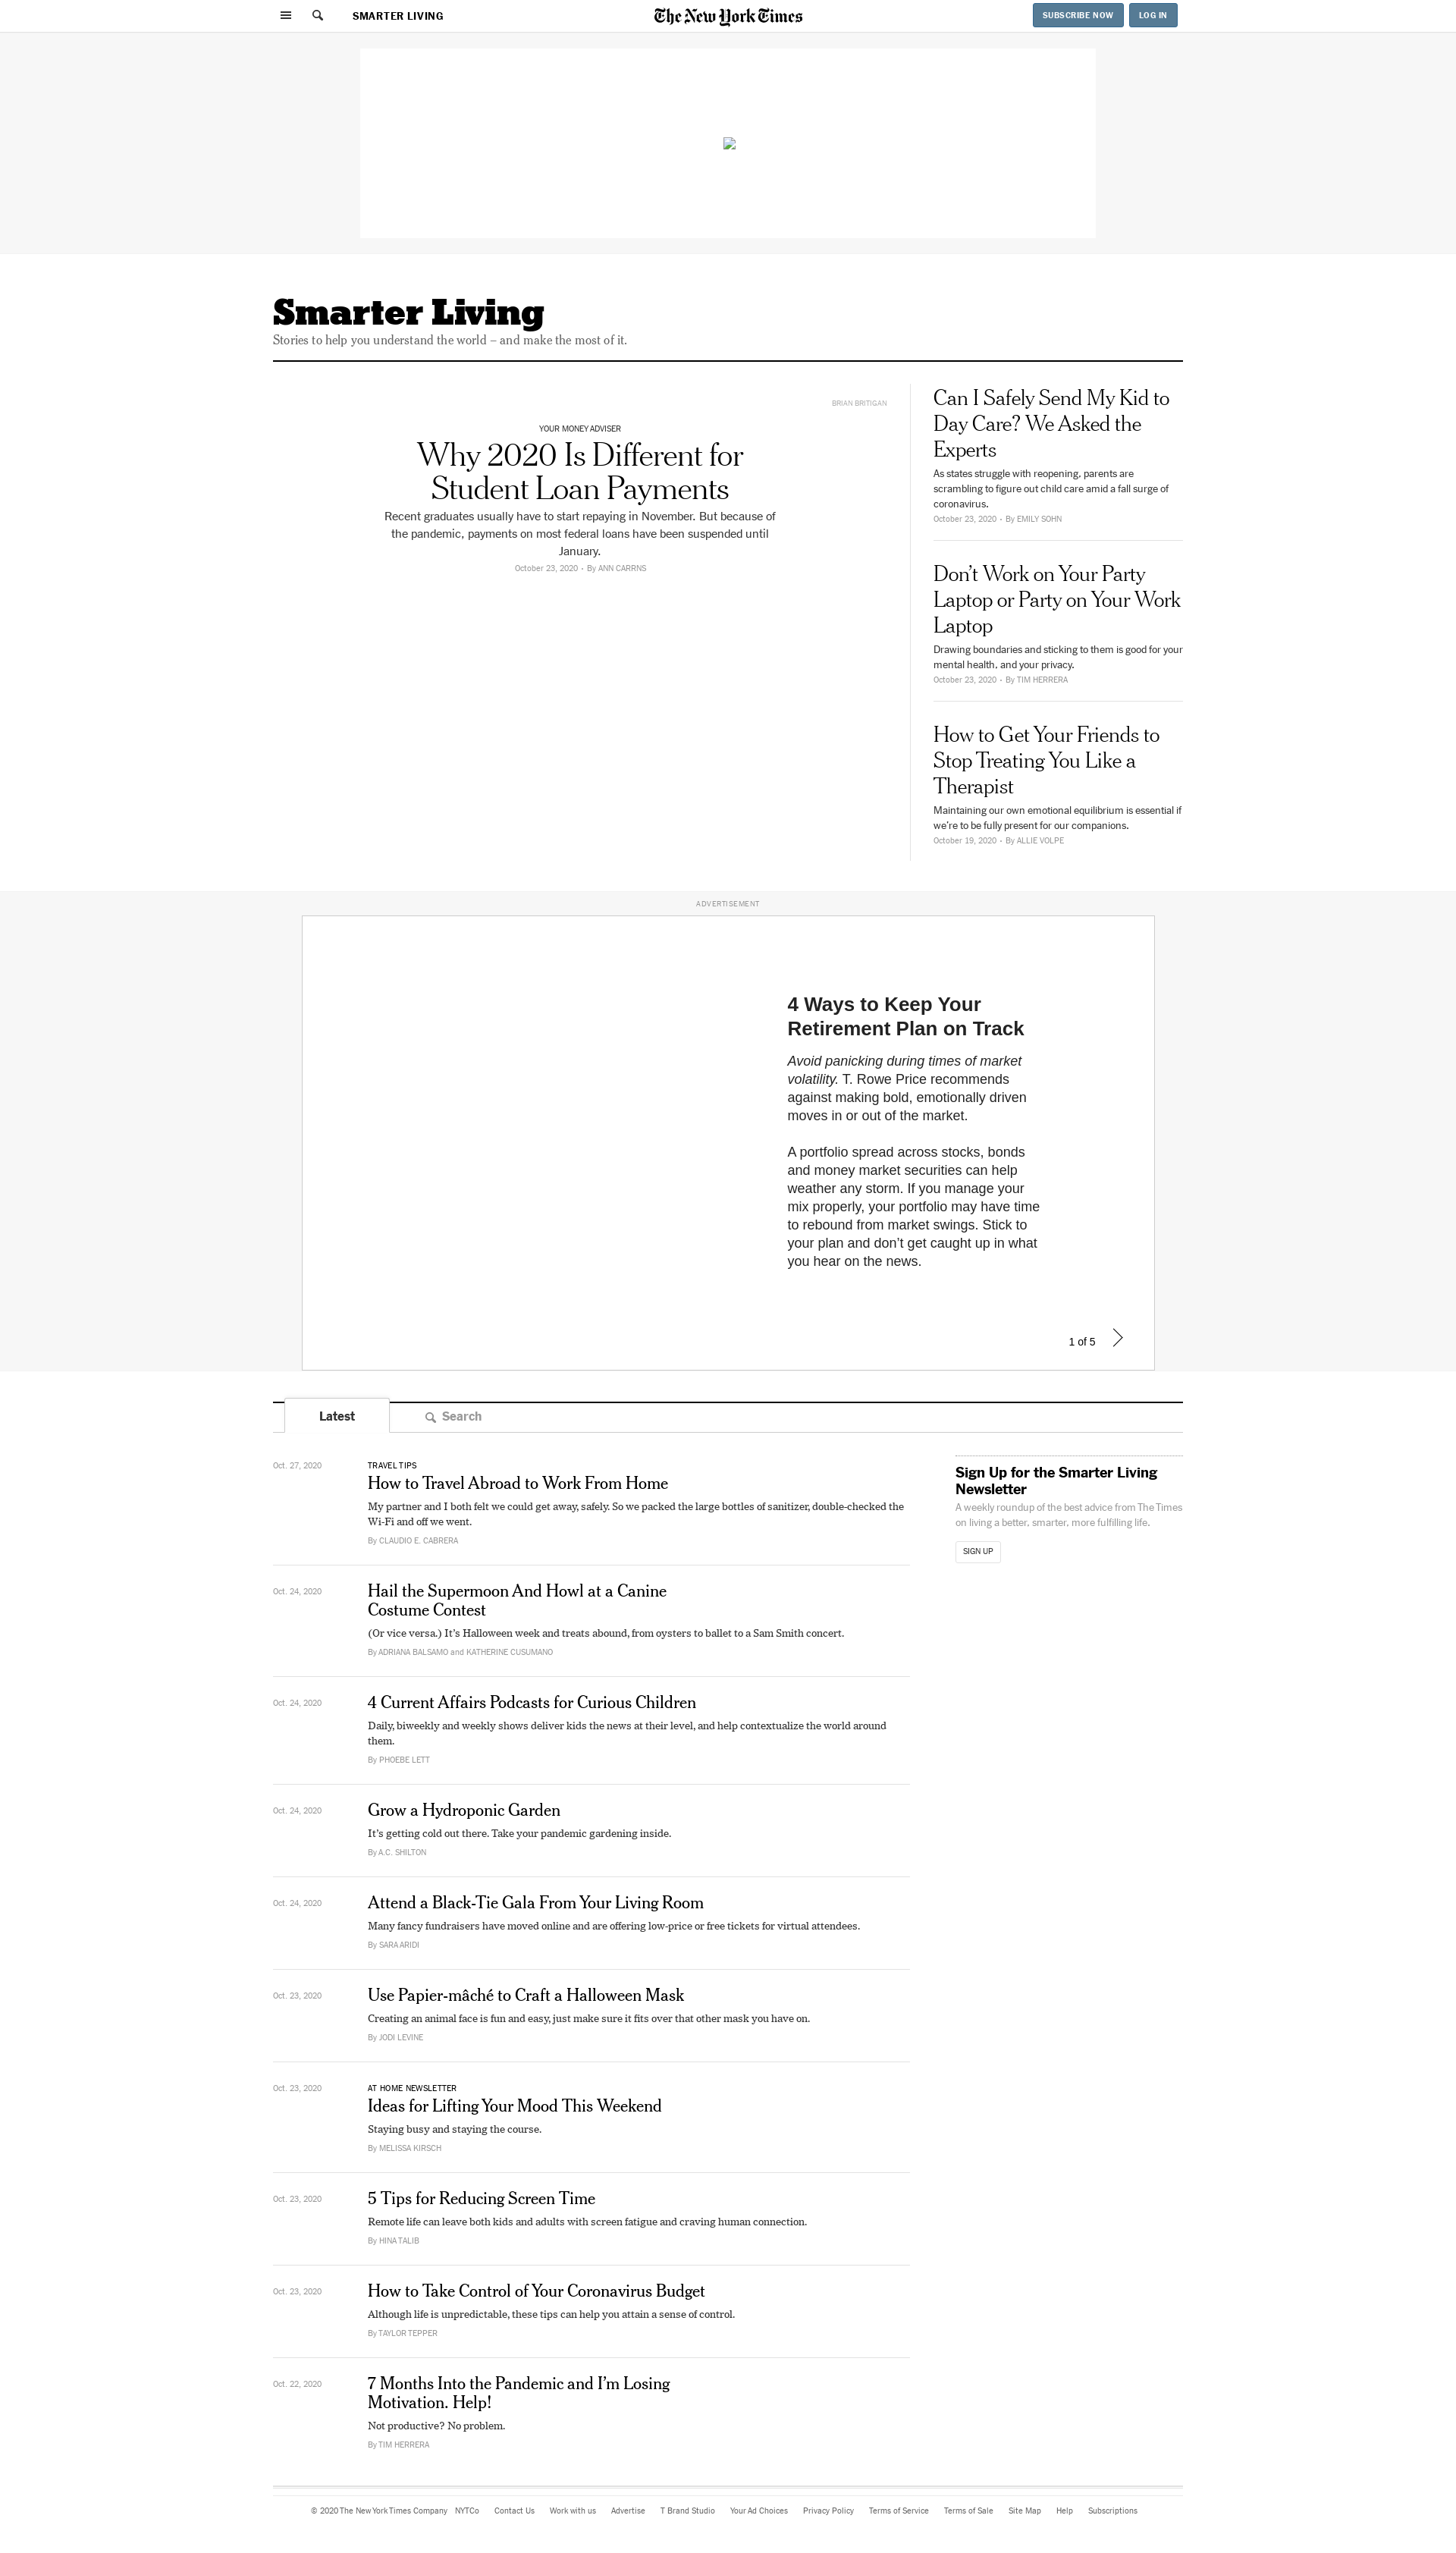 SMARTER LIVING
The New York Times
SUBSCRIBE NOW
LOG IN
Smarter Living
Stories to help you understand the world – and make the most of it.
BRIAN BRITIGAN
YOUR MONEY ADVISER
Why 2020 Is Different for
Student Loan Payments
Recent graduates usually have to start repaying in November. But because of
the pandemic, payments on most federal loans have been suspended until
January.
October 23, 2020 • By ANN CARRNS
Can I Safely Send My Kid to
Day Care? We Asked the
Experts
As states struggle with reopening, parents are
scrambling to figure out child care amid a fall surge of
coronavirus.
October 23, 2020 • By EMILY SOHN
Don’t Work on Your Party
Laptop or Party on Your Work
Laptop
Drawing boundaries and sticking to them is good for your
mental health, and your privacy.
October 23, 2020 • By TIM HERRERA
How to Get Your Friends to
Stop Treating You Like a
Therapist
Maintaining our own emotional equilibrium is essential if
we’re to be fully present for our companions.
October 19, 2020 • By ALLIE VOLPE
ADVERTISEMENT
4 Ways to Keep Your
Retirement Plan on Track
Avoid panicking during times of market
volatility. T. Rowe Price recommends
against making bold, emotionally driven
moves in or out of the market.
A portfolio spread across stocks, bonds
and money market securities can help
weather any storm. If you manage your
mix properly, your portfolio may have time
to rebound from market swings. Stick to
your plan and don’t get caught up in what
you hear on the news.
1 of 5
Latest
Search
Oct. 27, 2020
TRAVEL TIPS
How to Travel Abroad to Work From Home
My partner and I both felt we could get away, safely. So we packed the large bottles of sanitizer, double-checked the
Wi-Fi and off we went.
By CLAUDIO E. CABRERA
Sign Up for the Smarter Living
Newsletter
A weekly roundup of the best advice from The Times
on living a better, smarter, more fulfilling life.
SIGN UP
Oct. 24, 2020
Hail the Supermoon And Howl at a Canine
Costume Contest
(Or vice versa.) It’s Halloween week and treats abound, from oysters to ballet to a Sam Smith concert.
By ADRIANA BALSAMO and KATHERINE CUSUMANO
Oct. 24, 2020
4 Current Affairs Podcasts for Curious Children
Daily, biweekly and weekly shows deliver kids the news at their level, and help contextualize the world around
them.
By PHOEBE LETT
Oct. 24, 2020
Grow a Hydroponic Garden
It’s getting cold out there. Take your pandemic gardening inside.
By A.C. SHILTON
Oct. 24, 2020
Attend a Black-Tie Gala From Your Living Room
Many fancy fundraisers have moved online and are offering low-price or free tickets for virtual attendees.
By SARA ARIDI
Oct. 23, 2020
Use Papier-mâché to Craft a Halloween Mask
Creating an animal face is fun and easy, just make sure it fits over that other mask you have on.
By JODI LEVINE
Oct. 23, 2020
AT HOME NEWSLETTER
Ideas for Lifting Your Mood This Weekend
Staying busy and staying the course.
By MELISSA KIRSCH
Oct. 23, 2020
5 Tips for Reducing Screen Time
Remote life can leave both kids and adults with screen fatigue and craving human connection.
By HINA TALIB
Oct. 23, 2020
How to Take Control of Your Coronavirus Budget
Although life is unpredictable, these tips can help you attain a sense of control.
By TAYLOR TEPPER
Oct. 22, 2020
7 Months Into the Pandemic and I’m Losing
Motivation. Help!
Not productive? No problem.
By TIM HERRERA
© 2020 The New York Times Company NYTCo Contact Us Work with us Advertise T Brand Studio Your Ad Choices Privacy Policy Terms of Service Terms of Sale Site Map Help Subscriptions